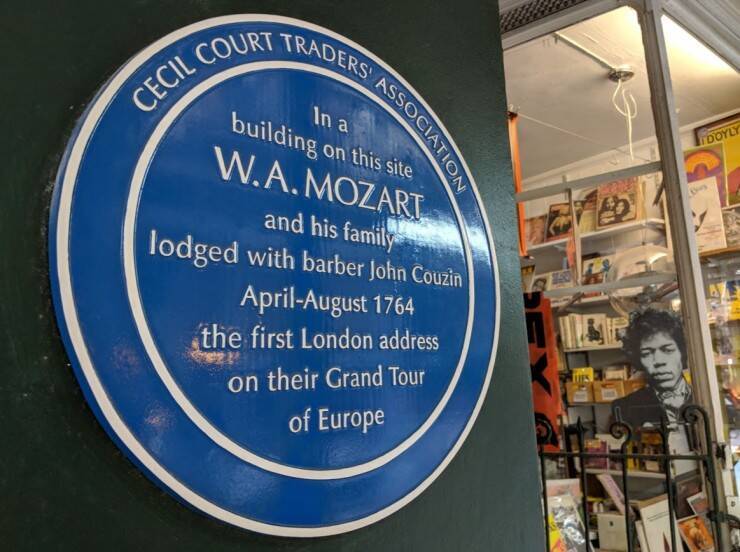 CECIL COURT TRADERS' ASSOCIATION
In a
building on this site
W.A. MOZART
and his family
lodged with barber John Couzin
April-August 1764
the first London address
on their Grand Tour
of Europe